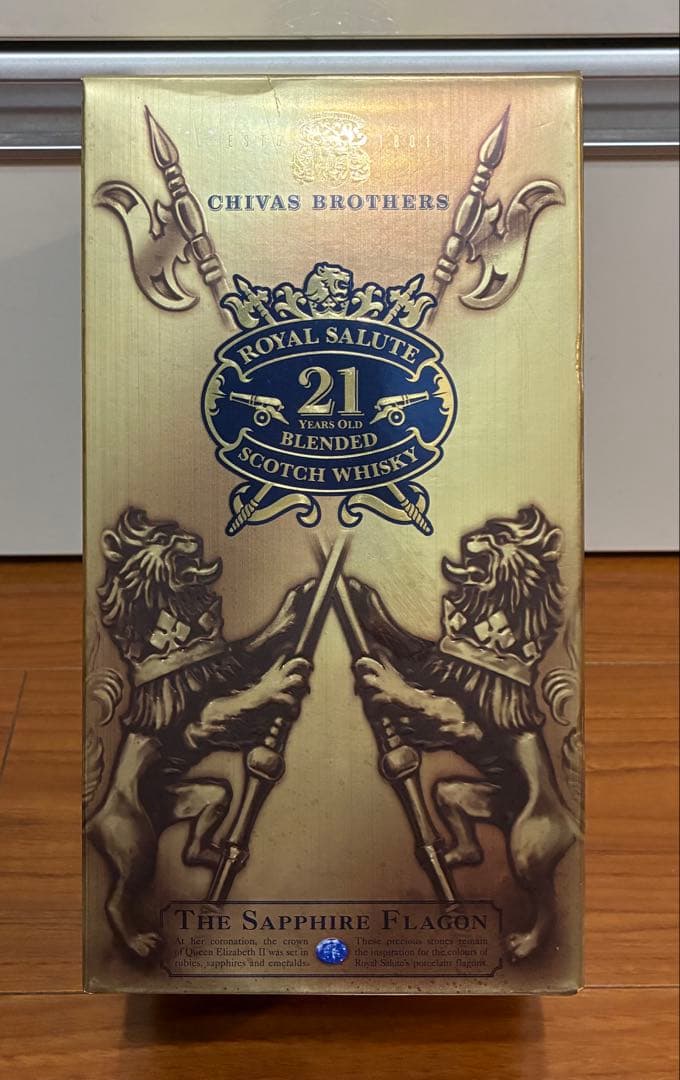 ESTD 1801
CHIVAS BROTHERS
ROYAL SALUTE
21
YEARS OLD
BLENDED
SCOTCH WHISKY
THE SAPPHIRE FLAGON
At her coronation, the crown
of Queen Elizabeth II was set in
rubies, sapphires and emeralds.
These precious stones remain
the inspiration for the colours of
Royal Salute's porcelain flagons.